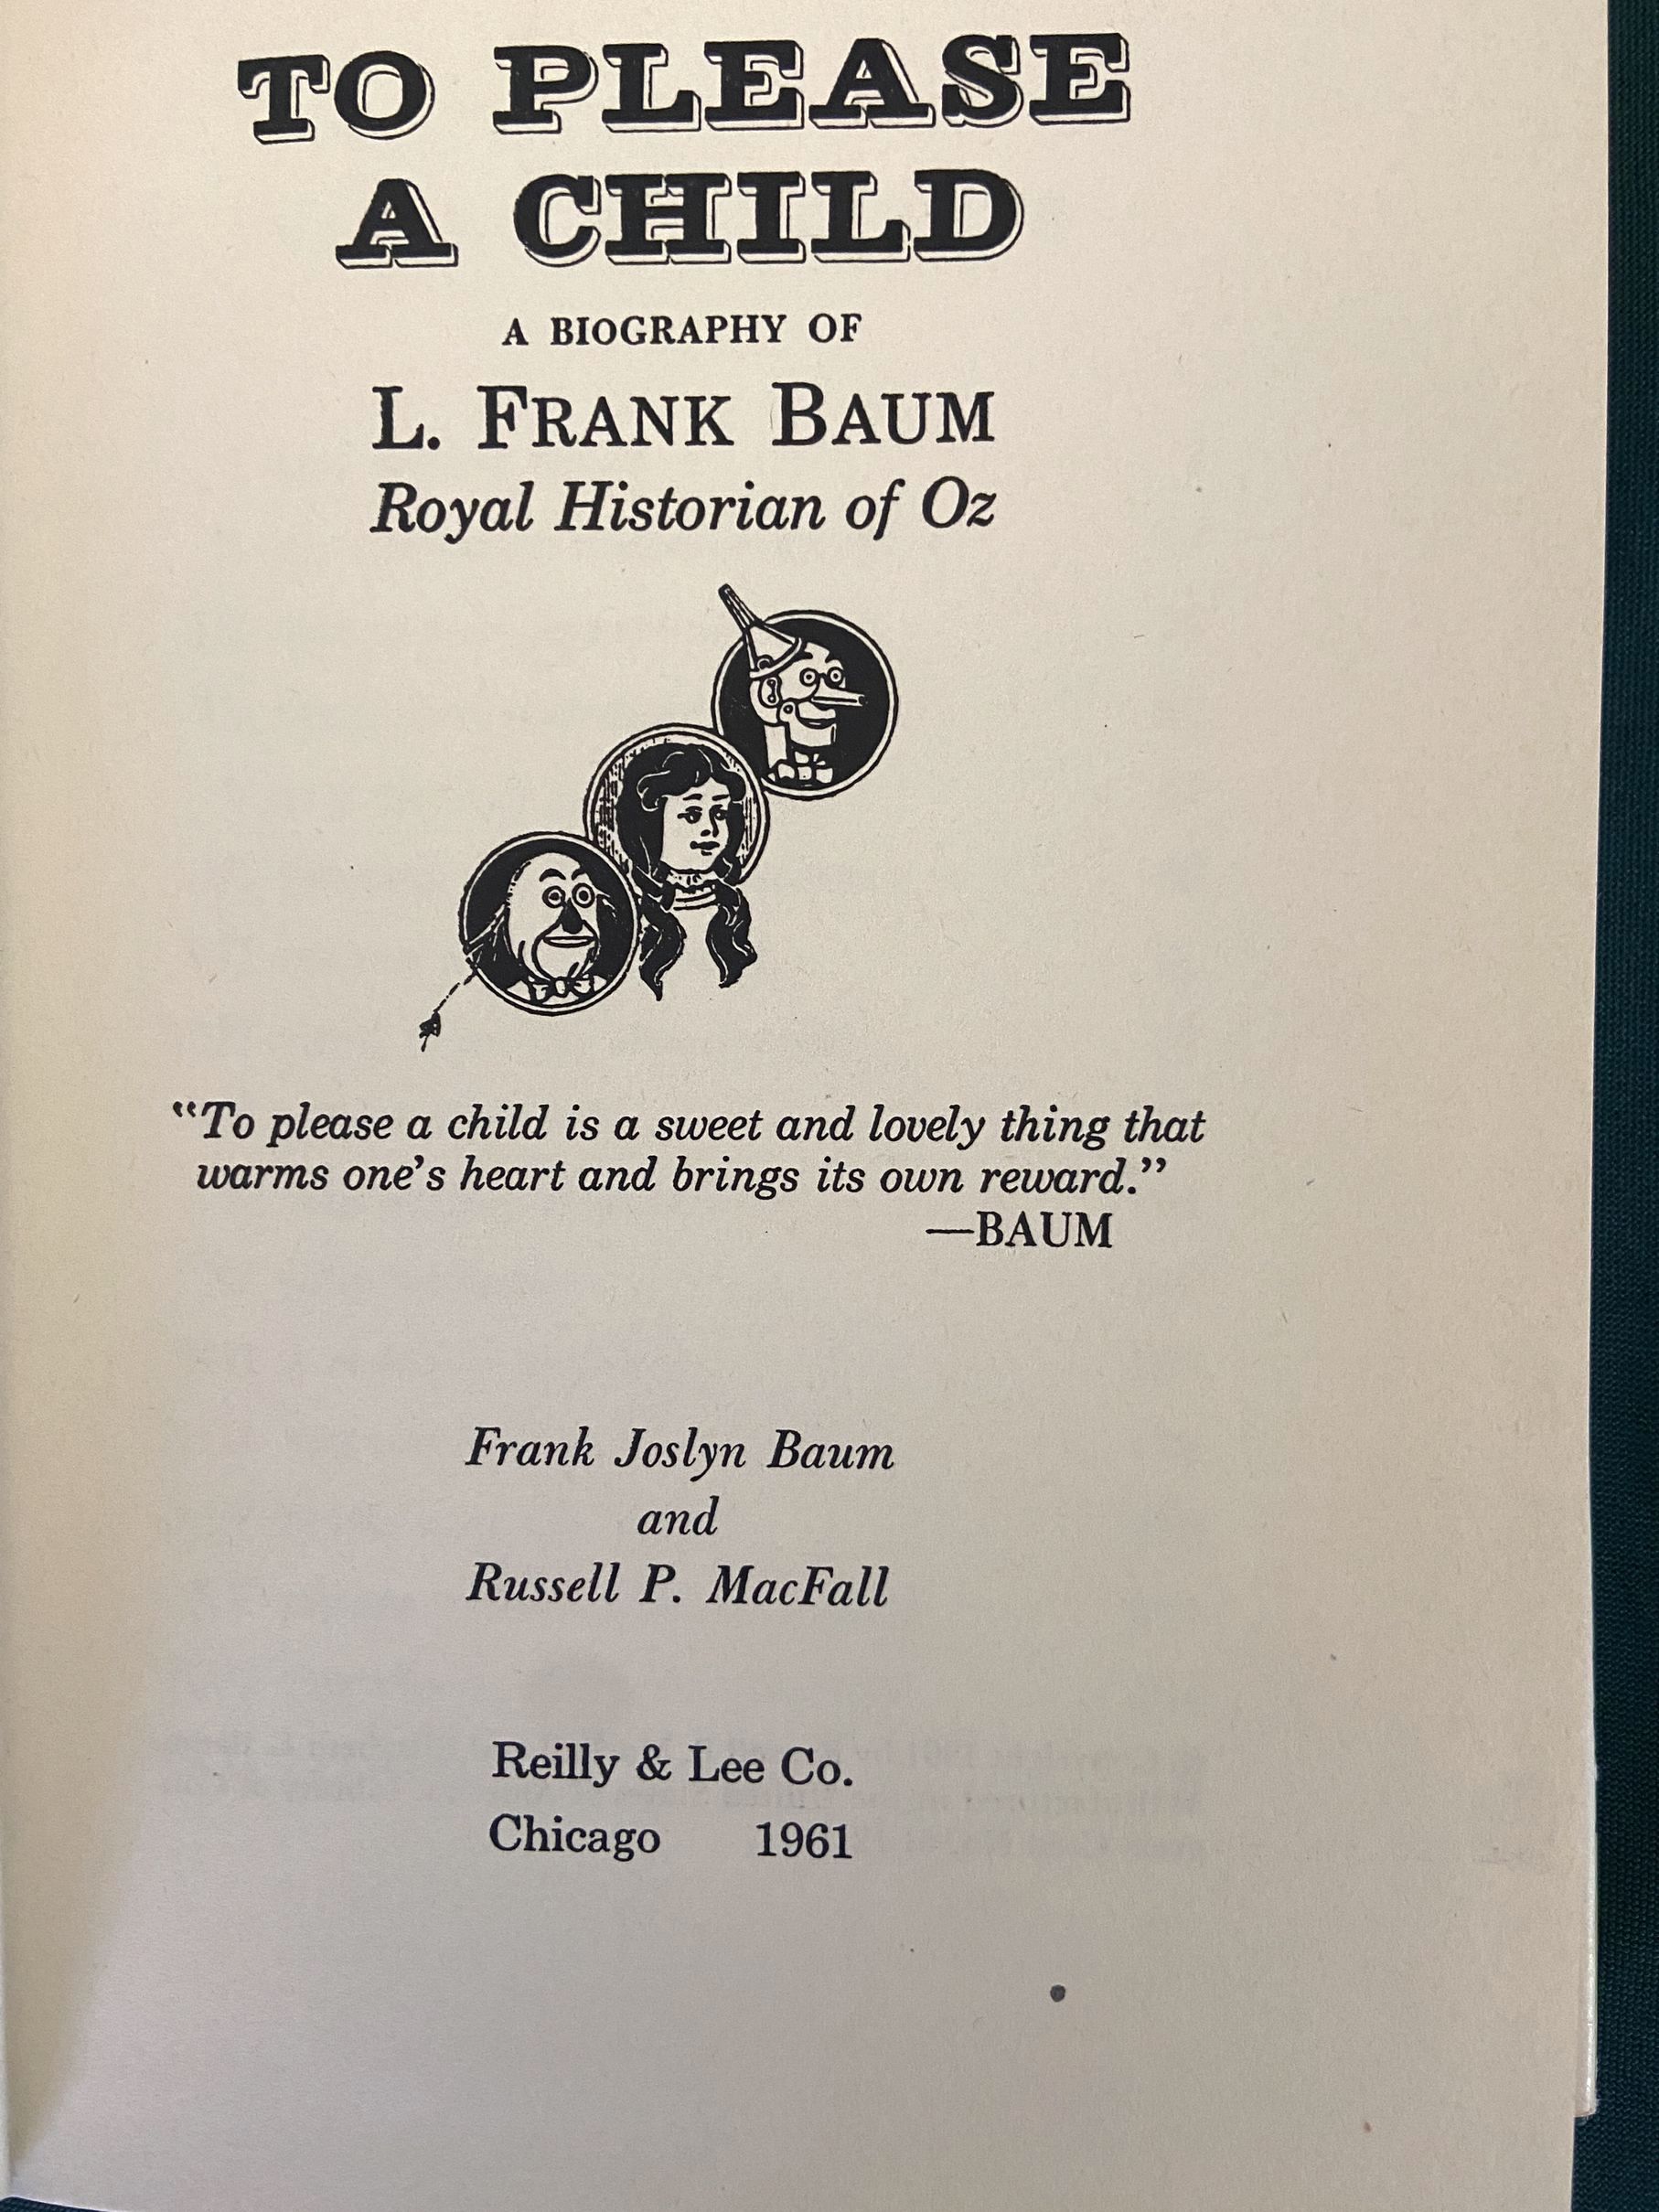 TO PLEASE
A CHILD
A BIOGRAPHY OF
L. FRANK BAUM
Royal Historian of Oz
“To please a child is a sweet and lovely thing that
warms one’s heart and brings its own reward.”
—BAUM
Frank Joslyn Baum
and
Russell P. MacFall
Reilly & Lee Co.
Chicago 1961